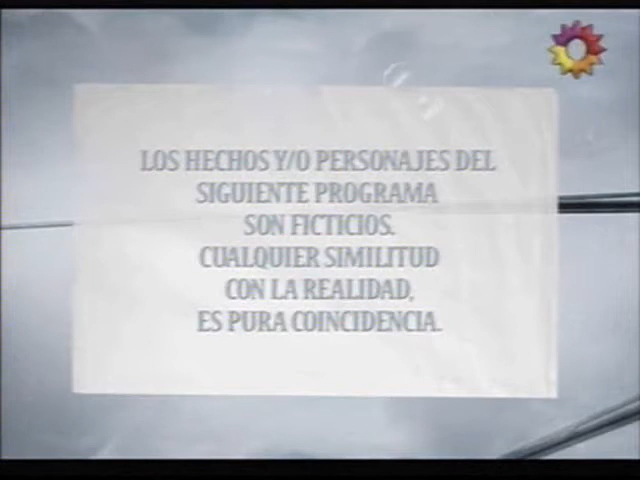 LOS HECHOS Y/O PERSONAJES DEL
SIGUIENTE PROGRAMA
SON FICTICIOS.
CUALQUIER SIMILITUD
CON LA REALIDAD,
ES PURA COINCIDENCIA.